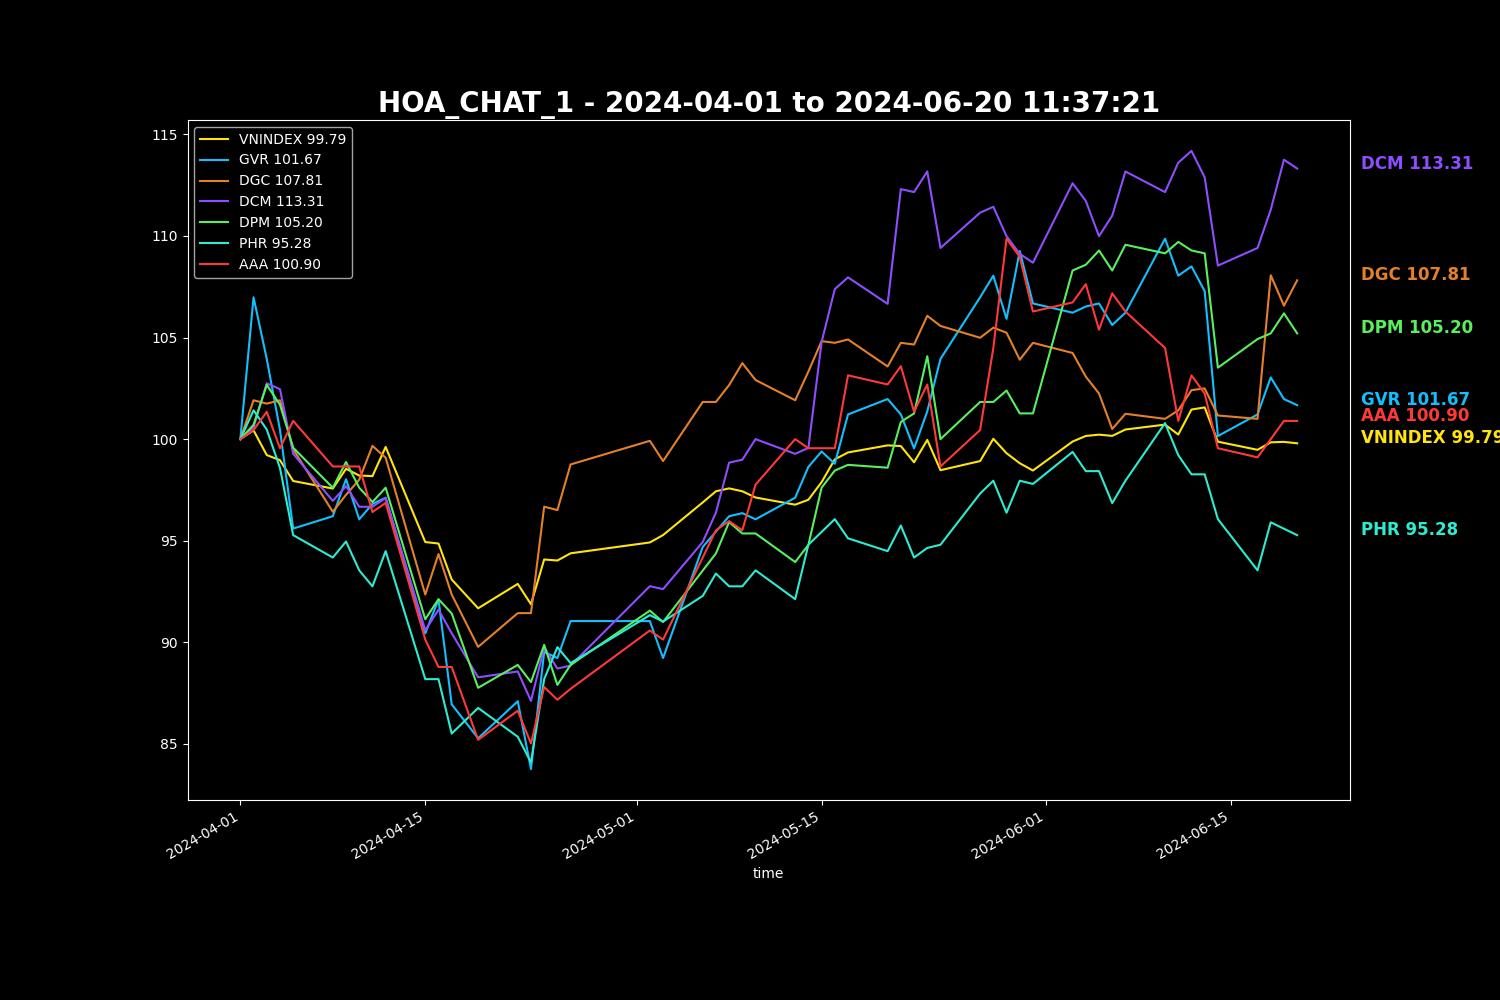 HOA_CHAT_1 - 2024-04-01 to 2024-06-20 11:37:21
115
110
105
100
95
90
85
VNINDEX 99.79
GVR 101.67
DGC 107.81
DCM 113.31
DPM 105.20
PHR 95.28
AAA 100.90
DCM 113.31
DGC 107.81
DPM 105.20
GVR 101.67
AAA 100.90
VNINDEX 99.79
PHR 95.28
2024-04-01
2024-04-15
2024-05-01
2024-05-15
2024-06-01
2024-06-15
time